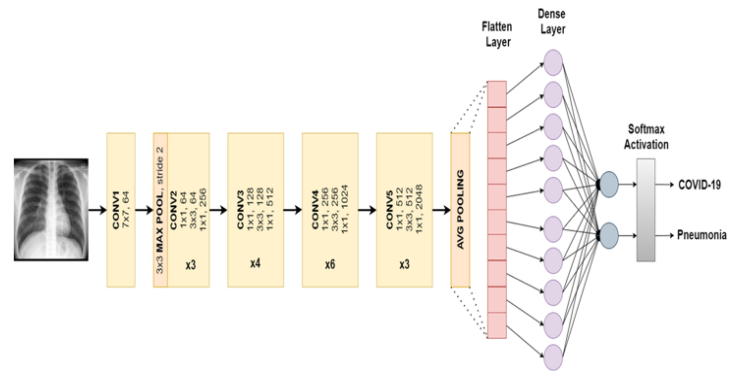 Flatten
Layer
Dense
Layer
CONV1
7x7, 64
3x3 MAX POOL, stride 2
CONV2
1x1, 64
3x3, 64
1x1, 256
x3
CONV3
1x1, 128
3x3, 128
1x1, 512
x4
CONV4
1x1, 256
3x3, 256
1x1, 1024
x6
CONV5
1x1, 512
3x3, 512
1x1, 2048
x3
AVG POOLING
Softmax
Activation
COVID-19
Pneumonia